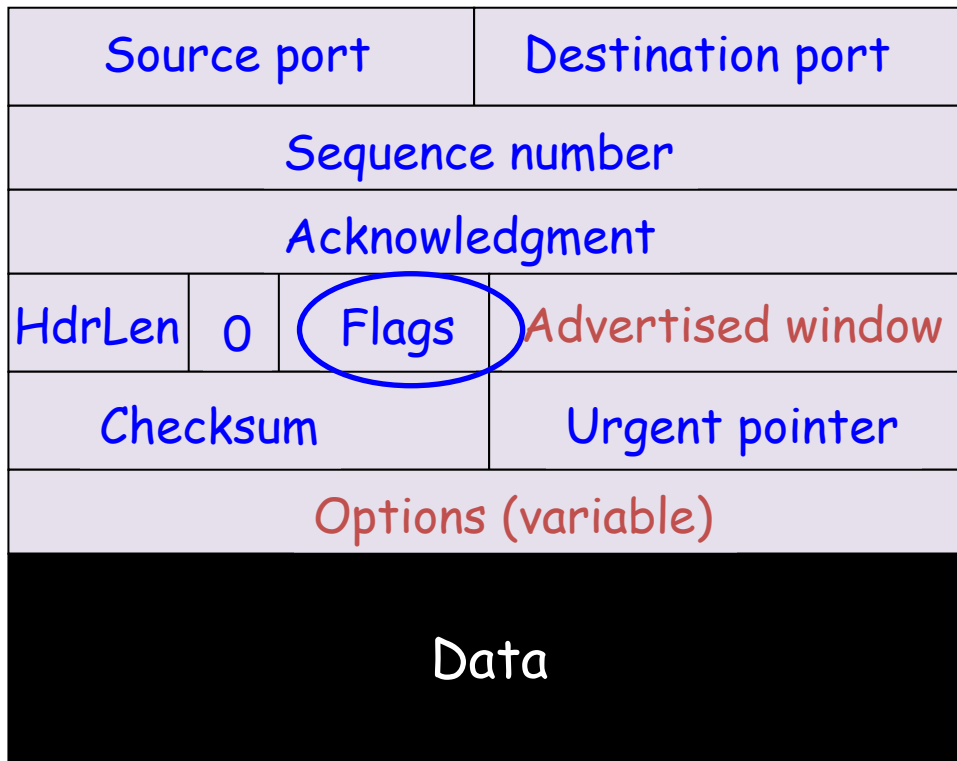 Source port Destination port
Sequence number
Acknowledgment
HdrLen 0 Flags Advertised window
Checksum Urgent pointer
Options (variable)
Data